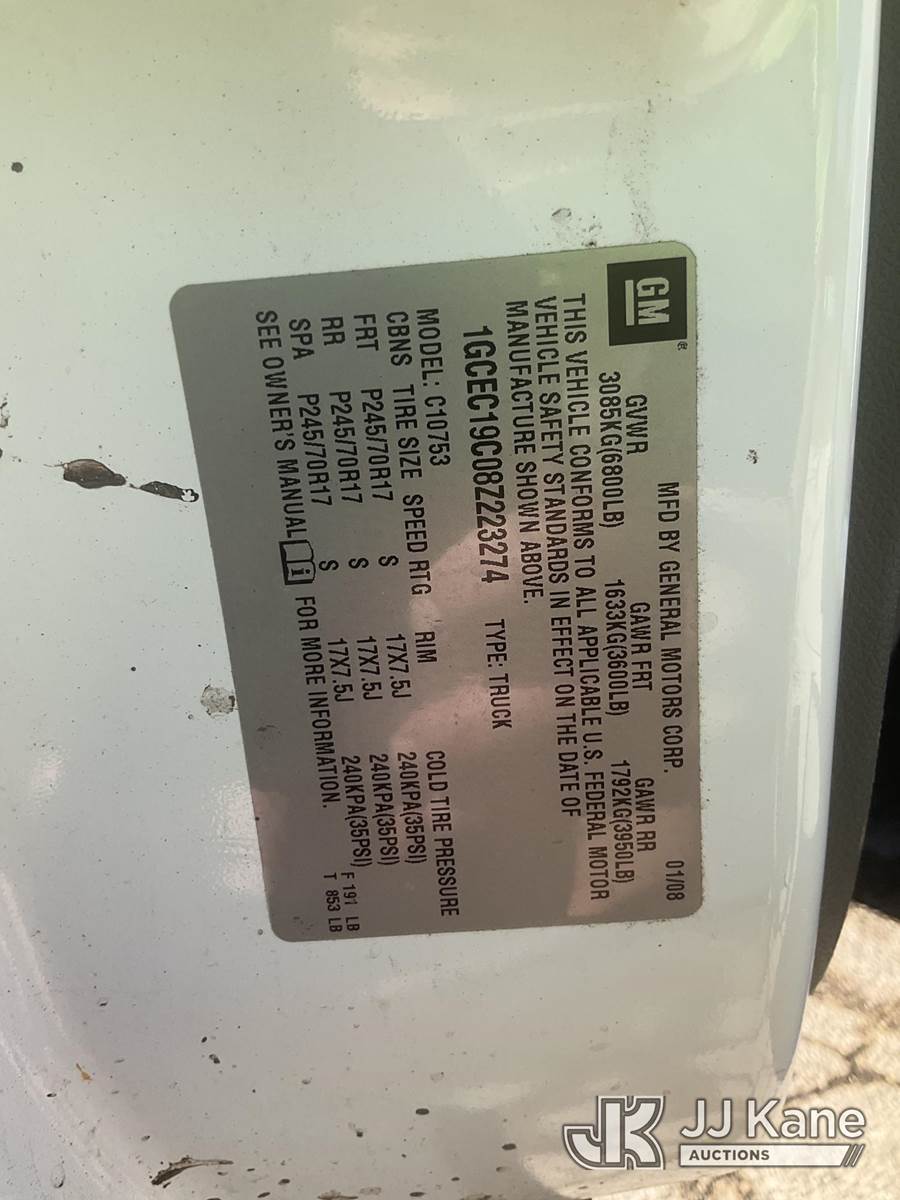 GM®
MFD BY GENERAL MOTORS CORP. 01/08
GVWR GAWR FRT GAWR RR
3085KG(6800LB) 1633KG(3600LB) 1792KG(3950LB)
THIS VEHICLE CONFORMS TO ALL APPLICABLE U.S. FEDERAL MOTOR
VEHICLE SAFETY STANDARDS IN EFFECT ON THE DATE OF
MANUFACTURE SHOWN ABOVE.
1GCEC19C08Z223274 TYPE: TRUCK
MODEL: C10753
CBNS TIRE SIZE SPEED RTG RIM COLD TIRE PRESSURE
FRT P245/70R17 S 17X7.5J 240KPA(35PSI)
RR P245/70R17 S 17X7.5J 240KPA(35PSI)
SPA P245/70R17 S 17X7.5J 240KPA(35PSI)
SEE OWNER'S MANUAL i FOR MORE INFORMATION.
F 191 LB
T 853 LB
JK JJ Kane
AUCTIONS